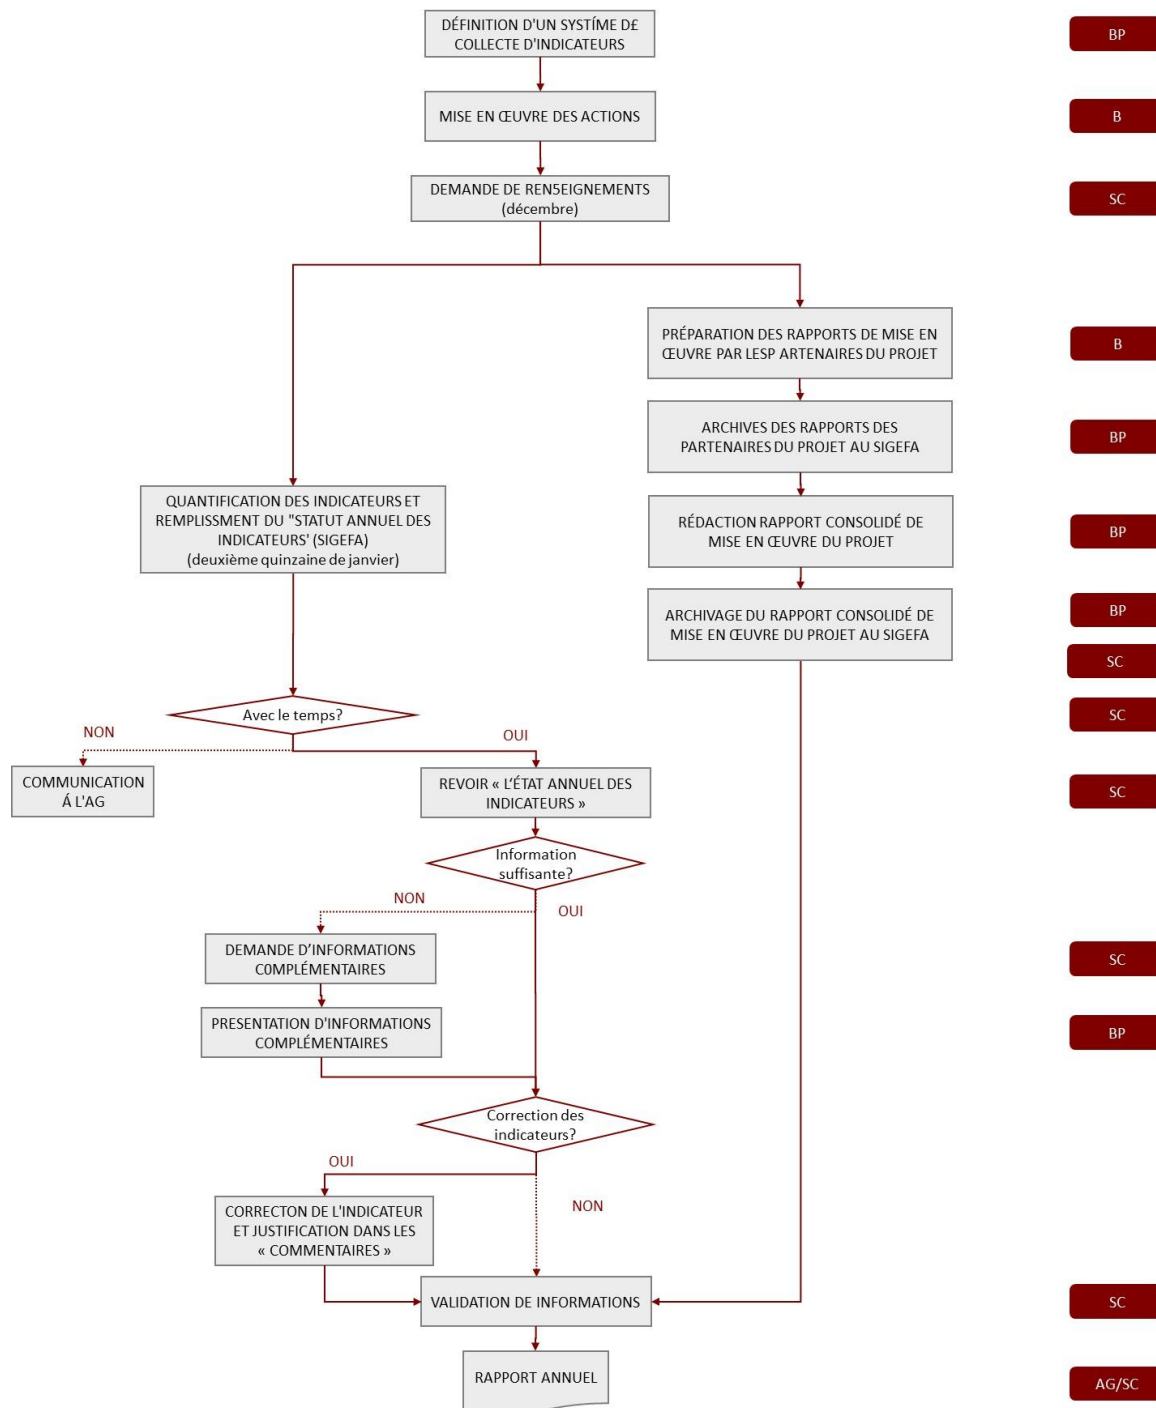 DÉFINITION D'UN SYSTÍME D£
COLLECTE D'INDICATEURS
BP
MISE EN ŒUVRE DES ACTIONS
B
DEMANDE DE REN5EIGNEMENTS
(décembre)
SC
PRÉPARATION DES RAPPORTS DE MISE EN
ŒUVRE PAR LESP ARTENAIRES DU PROJET
B
ARCHIVES DES RAPPORTS DES
PARTENAIRES DU PROJET AU SIGEFA
BP
QUANTIFICATION DES INDICATEURS ET
REMPLISSMENT DU "STATUT ANNUEL DES
INDICATEURS' (SIGEFA)
(deuxième quinzaine de janvier)
RÉDACTION RAPPORT CONSOLIDÉ DE
MISE EN ŒUVRE DU PROJET
BP
ARCHIVAGE DU RAPPORT CONSOLIDÉ DE
MISE EN ŒUVRE DU PROJET AU SIGEFA
BP
SC
Avec le temps?
SC
NON
OUI
COMMUNICATION
Á L'AG
REVOIR « L'ÉTAT ANNUEL DES
INDICATEURS »
SC
Information
suffisante?
NON
OUI
DEMANDE D’INFORMATIONS
C0MPLÉMENTAIRES
SC
PRESENTATION D'INFORMATIONS
COMPLÉMENTAIRES
BP
Correction des
indicateurs?
OUI
NON
CORRECTON DE L'INDICATEUR
ET JUSTIFICATION DANS LES
« COMMENTAIRES »
VALIDATION DE INFORMATIONS
SC
RAPPORT ANNUEL
AG/SC